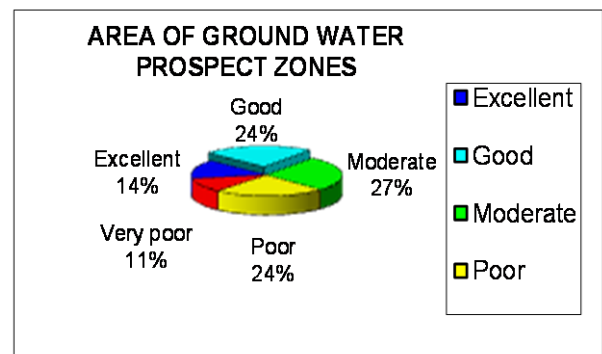 AREA OF GROUND WATER
PROSPECT ZONES
Good
24%
Excellent
14%
Moderate
27%
Very poor
11%
Poor
24%
Excellent
Good
Moderate
Poor